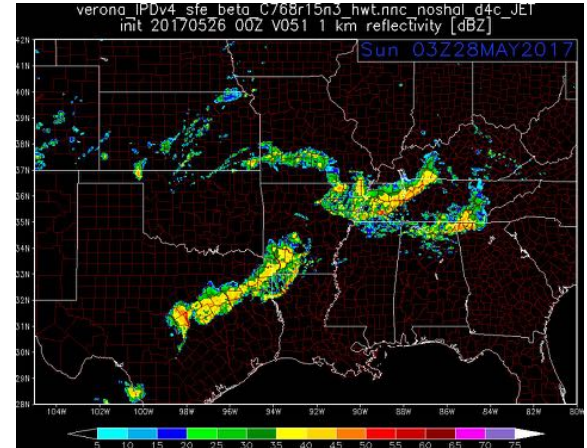 verona_IPDv4_sfe_beta_C768r15n3_hwt.nnc_noshal_d4c_JET
init 20170526 00Z V051 1 km reflectivity [dBZ]
Sun 03Z28MAY2017
42N
41N
40N
39N
38N
37N
36N
35N
34N
33N
32N
31N
30N
29N
28N
104W 102W 100W 98W 96W 94W 92W 90W 88W 86W 84W 82W 80W
5 10 15 20 25 30 35 40 45 50 55 60 65 70 75